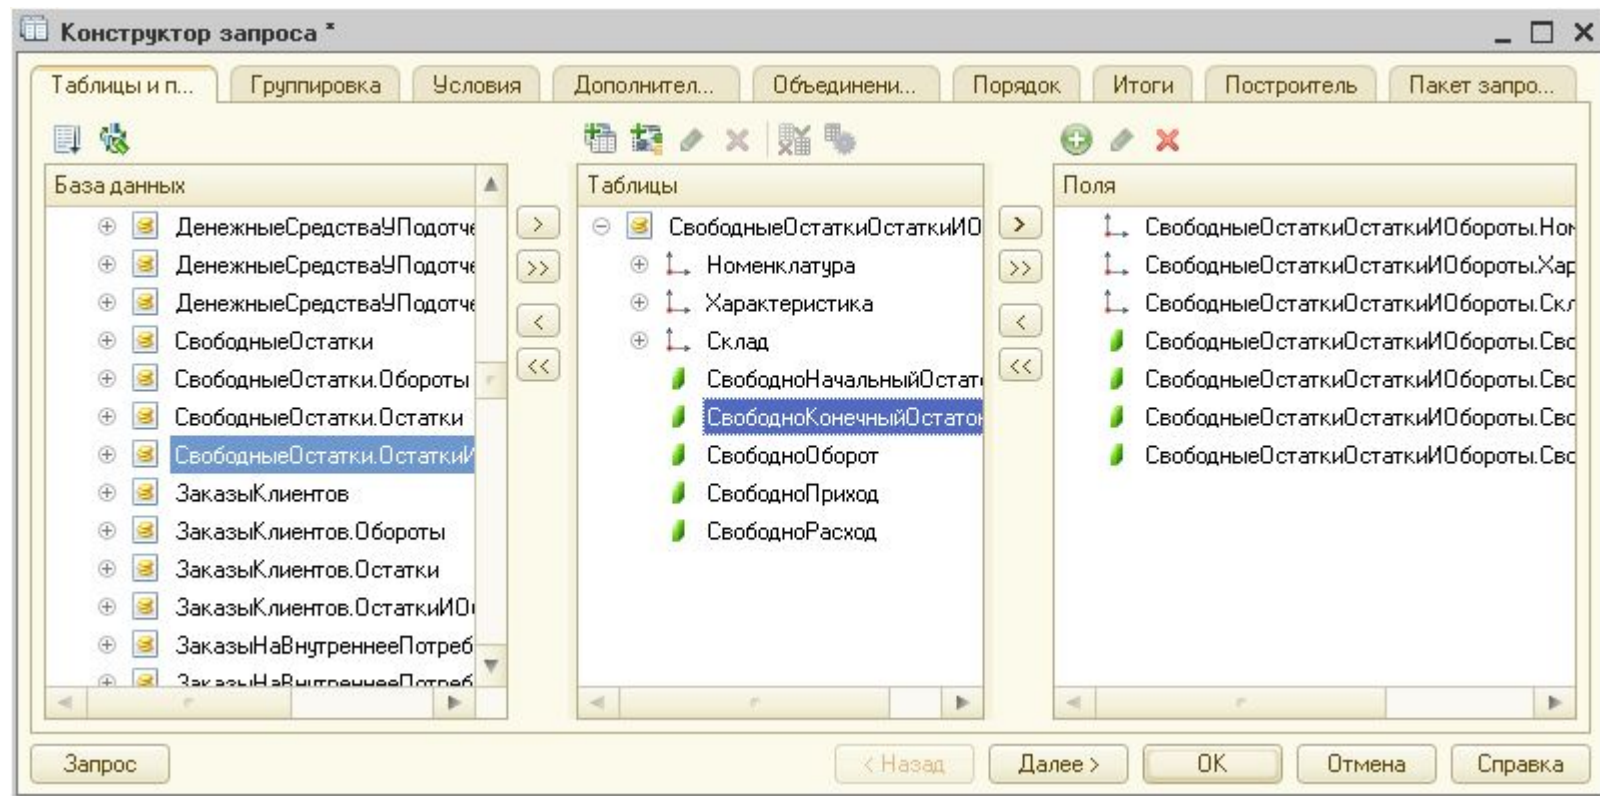 Конструктор запроса *
Таблицы и п... Группировка Условия Дополнител... Объединени... Порядок Итоги Построитель Пакет запро...
База данных
ДенежныеСредстваУПодотче
ДенежныеСредстваУПодотче
ДенежныеСредстваУПодотче
СвободныеОстатки
СвободныеОстатки.Обороты
СвободныеОстатки.Остатки
СвободныеОстатки.ОстаткиИ
ЗаказыКлиентов
ЗаказыКлиентов.Обороты
ЗаказыКлиентов.Остатки
ЗаказыКлиентов.ОстаткиИО
ЗаказыНаВнутреннееПотреб
ЗаказыНаВнутреннееПотреб
>
>>
<
<<
Таблицы
СвободныеОстаткиОстаткиИО
Номенклатура
Характеристика
Склад
СвободноНачальныйОстат
СвободноКонечныйОстаток
СвободноОборот
СвободноПриход
СвободноРасход
>
>>
<
<<
Поля
СвободныеОстаткиОстаткиИОбороты.Ном
СвободныеОстаткиОстаткиИОбороты.Хар
СвободныеОстаткиОстаткиИОбороты.Скл
СвободныеОстаткиОстаткиИОбороты.Сво
СвободныеОстаткиОстаткиИОбороты.Сво
СвободныеОстаткиОстаткиИОбороты.Сво
СвободныеОстаткиОстаткиИОбороты.Сво
Запрос < Назад Далее > ОК Отмена Справка